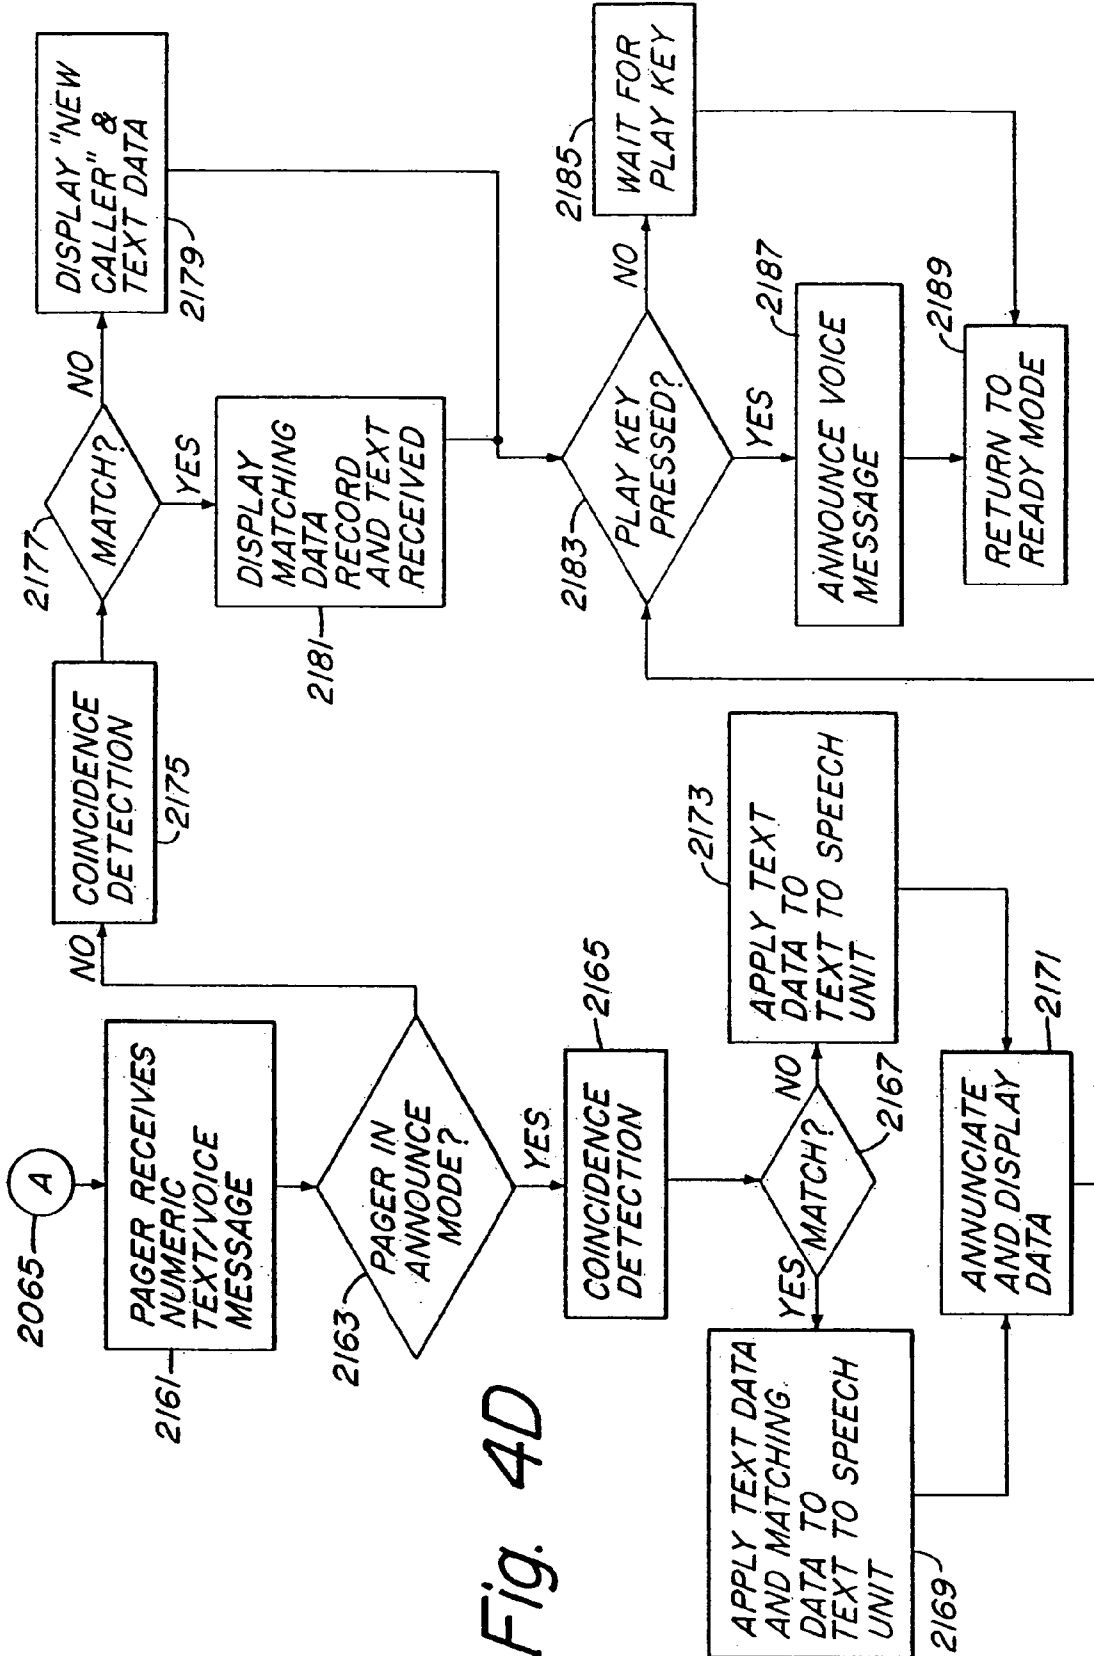 2065
A
2161
PAGER RECEIVES
NUMERIC
TEXT/VOICE
MESSAGE
2163
PAGER IN
ANNOUNCE
MODE?
NO
YES
COINCIDENCE
DETECTION
2165
YES
MATCH?
NO
2167
APPLY TEXT DATA
AND MATCHING
DATA TO
TEXT TO SPEECH
UNIT
2169
2173
APPLY TEXT
DATA TO
TEXT TO SPEECH
UNIT
ANNUNCIATE
AND DISPLAY
DATA
2171
COINCIDENCE
DETECTION
2175
2177
MATCH?
NO
YES
DISPLAY "NEW
CALLER" &
TEXT DATA
2179
DISPLAY
MATCHING
DATA
RECORD
AND TEXT
RECEIVED
2181
2183
PLAY KEY
PRESSED?
NO
YES
2185
WAIT FOR
PLAY KEY
2187
ANNOUNCE VOICE
MESSAGE
2189
RETURN TO
READY MODE
Fig. 4D